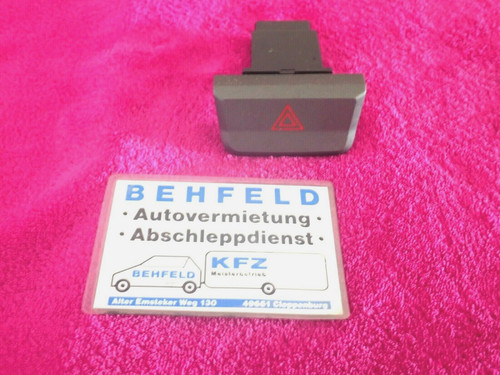 BEHFELD
· Autovermietung ·
· Abschleppdienst ·
BEHFELD
KFZ
Meisterbetrieb
Alter Emsteker Weg 130
49661 Cloppenburg